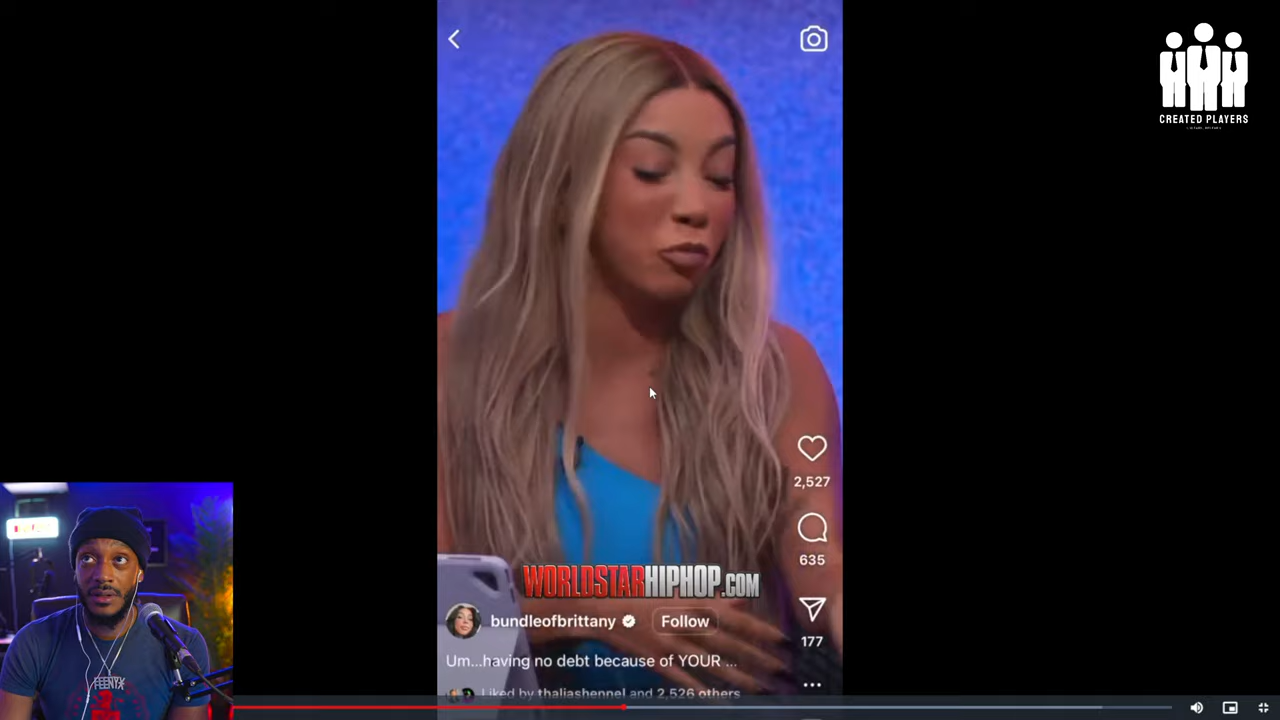 CREATED PLAYERS
2,527
635
WORLDSTARHIPHOP.COM
bundleofbrittany
Follow
177
Um...having no debt because of YOUR ...
Liked by thaliashennel and 2,526 others
FEENYX